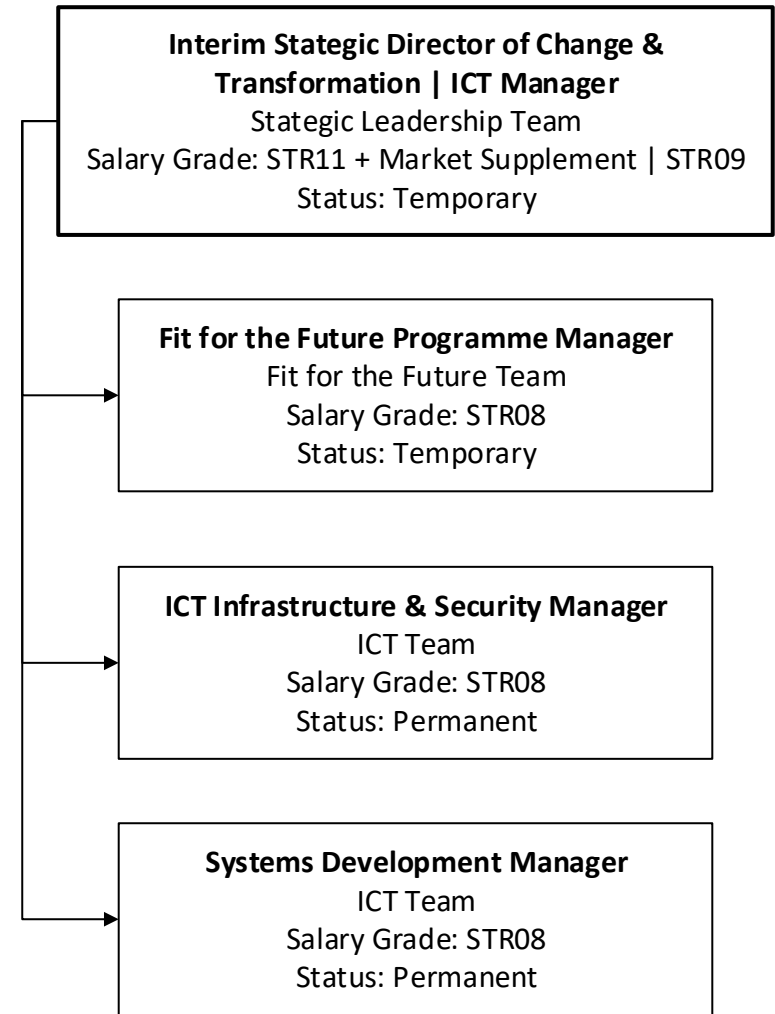 Interim Stategic Director of Change &
Transformation | ICT Manager
Stategic Leadership Team
Salary Grade: STR11 + Market Supplement | STR09
Status: Temporary
Fit for the Future Programme Manager
Fit for the Future Team
Salary Grade: STR08
Status: Temporary
ICT Infrastructure & Security Manager
ICT Team
Salary Grade: STR08
Status: Permanent
Systems Development Manager
ICT Team
Salary Grade: STR08
Status: Permanent